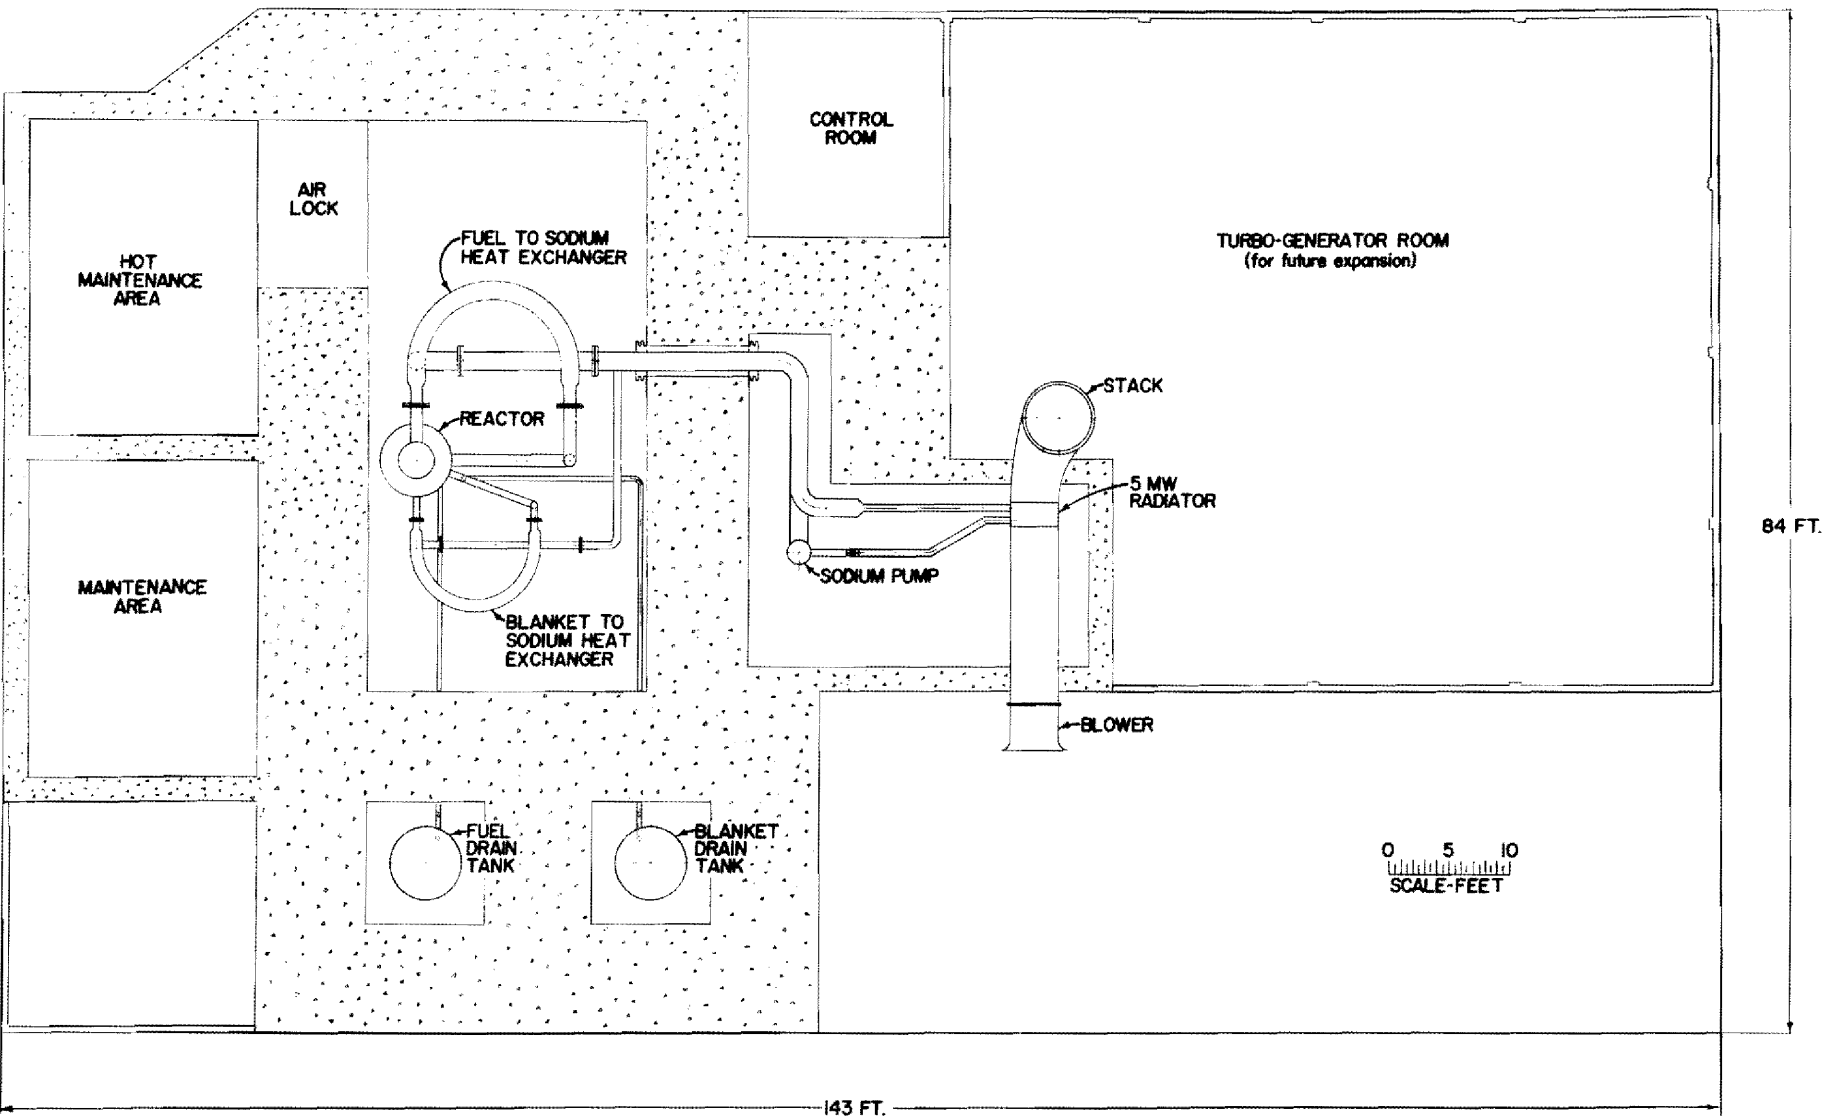 CONTROL
ROOM
AIR
LOCK
FUEL TO SODIUM
HEAT EXCHANGER
TURBO-GENERATOR ROOM
(for future expansion)
HOT
MAINTENANCE
AREA
STACK
REACTOR
5 MW
RADIATOR
84 FT.
SODIUM PUMP
MAINTENANCE
AREA
BLANKET TO
SODIUM HEAT
EXCHANGER
BLOWER
FUEL
DRAIN
TANK
BLANKET
DRAIN
TANK
0 5 10
SCALE-FEET
143 FT.